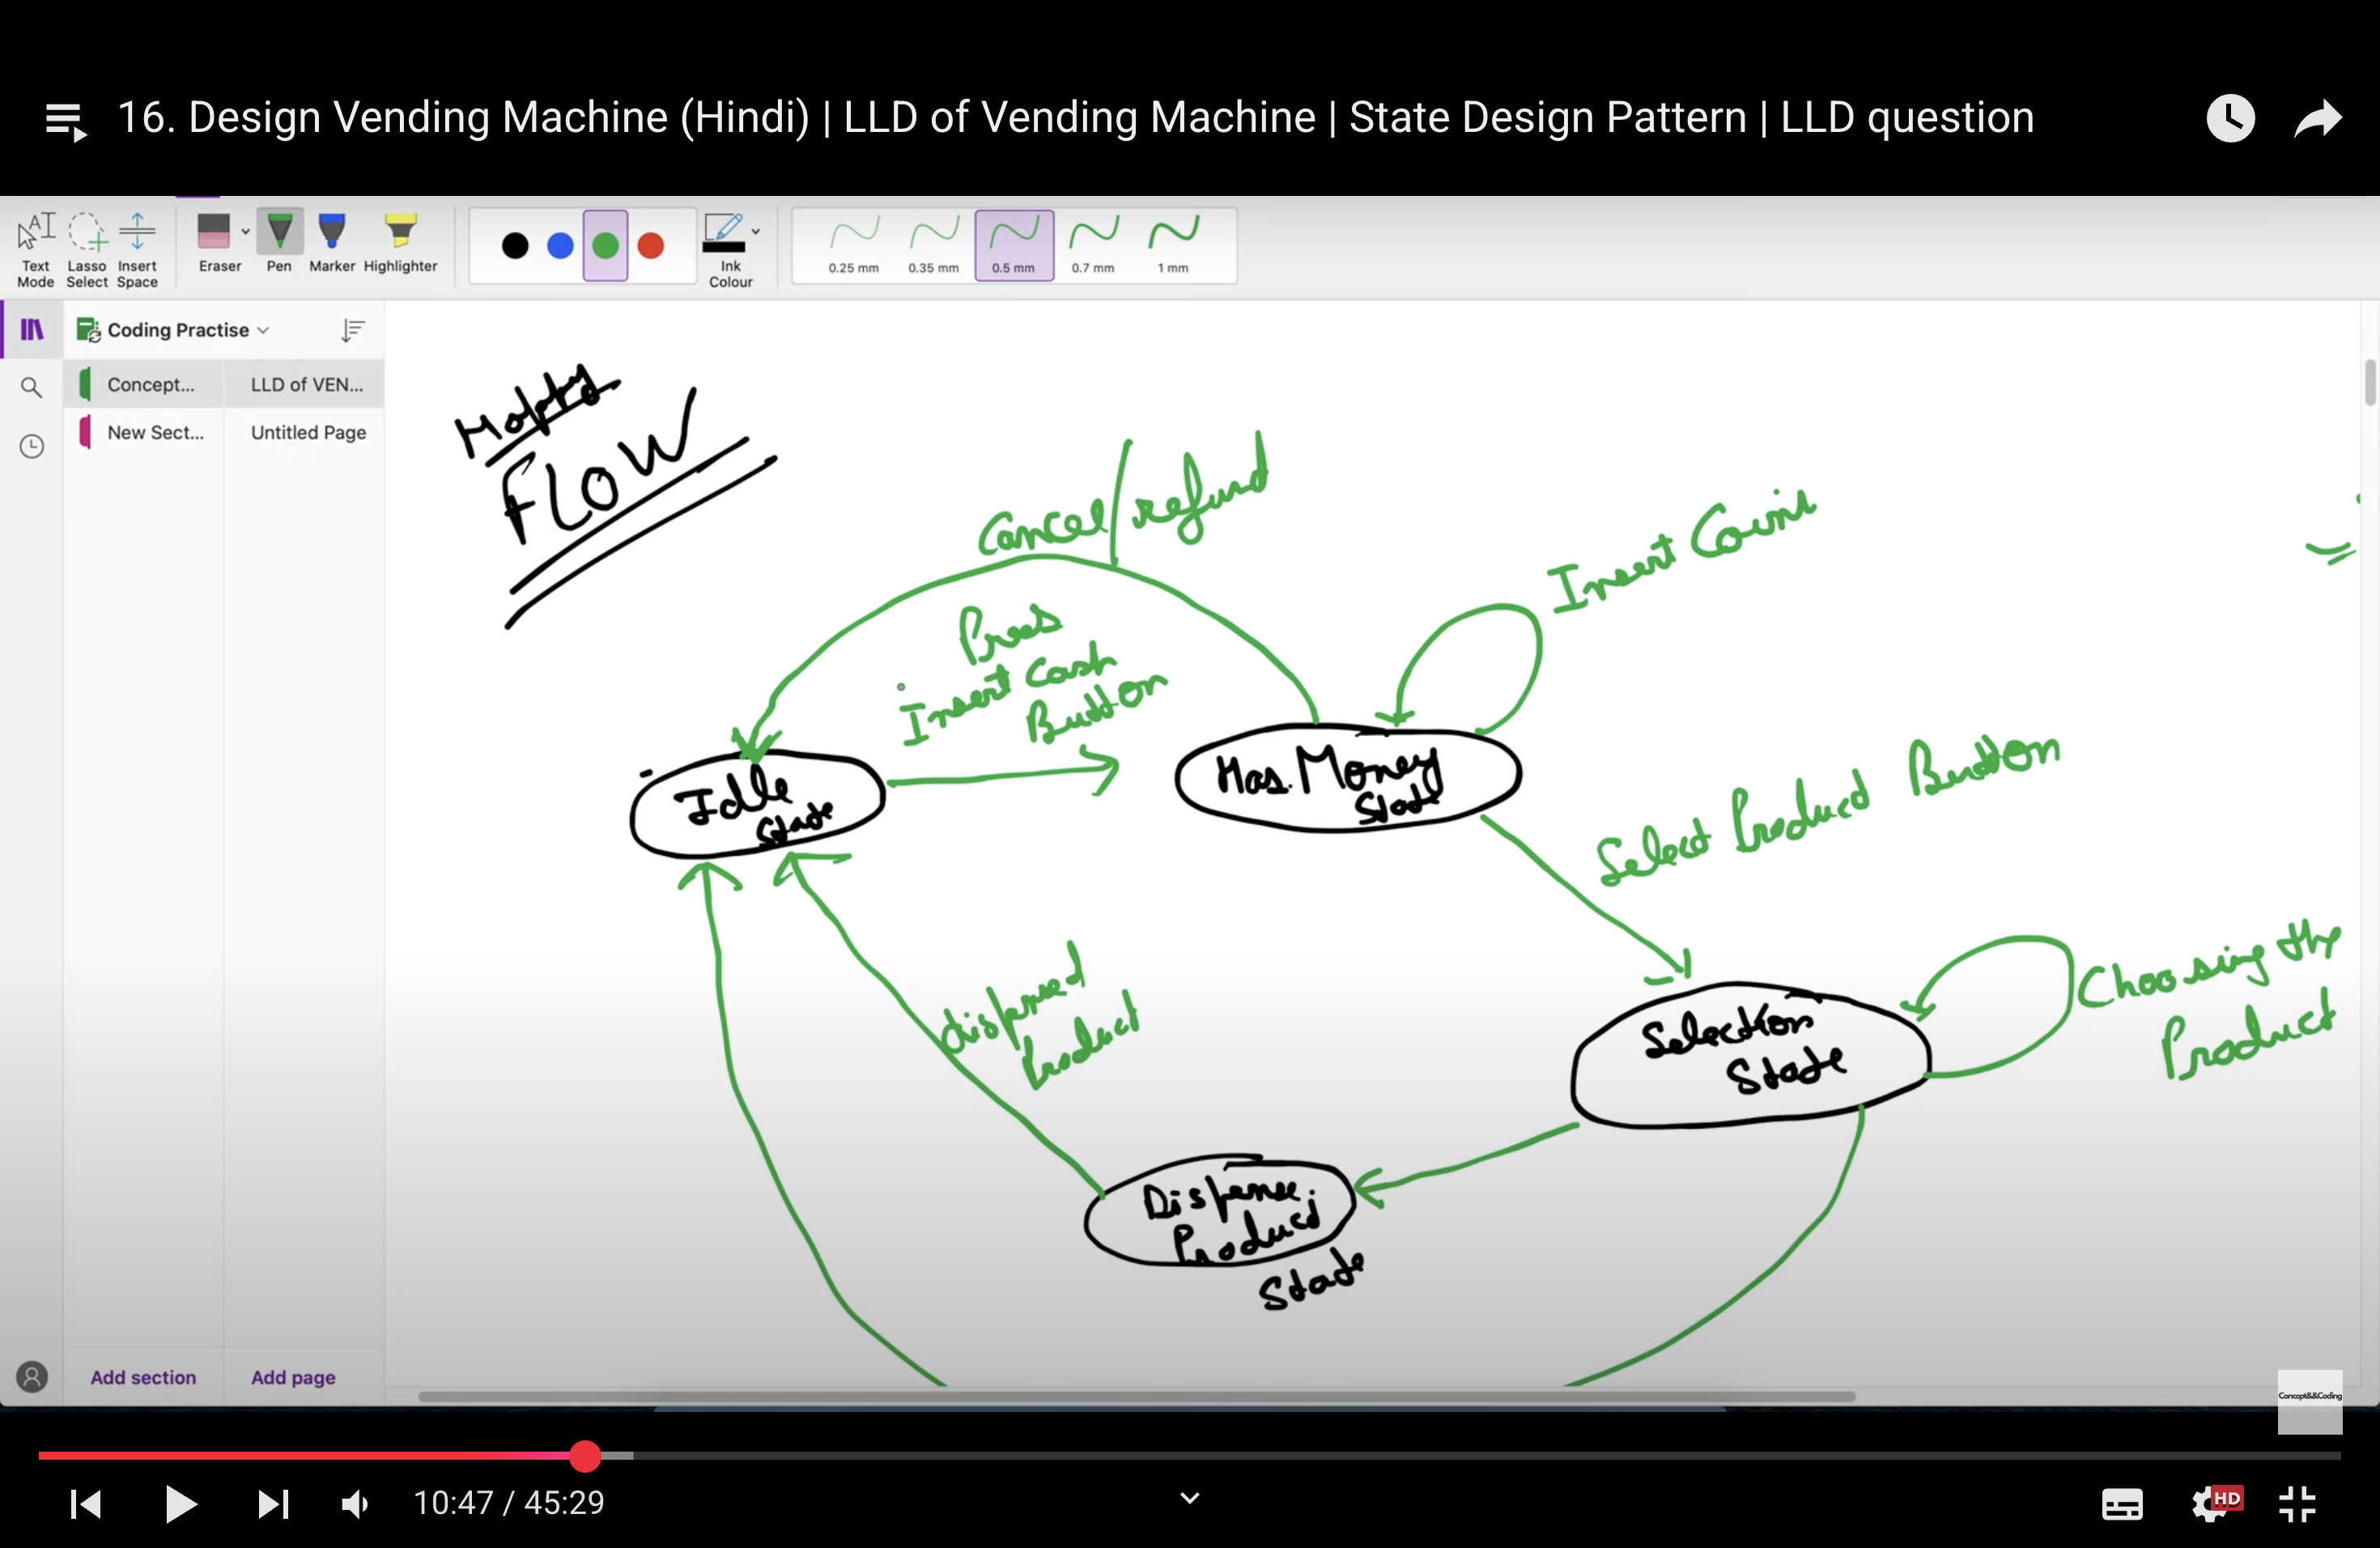 16. Design Vending Machine (Hindi) | LLD of Vending Machine | State Design Pattern | LLD question
Text Mode
Lasso Select
Insert Space
Eraser
Pen
Marker
Highlighter
Ink Colour
0.25 mm
0.35 mm
0.5 mm
0.7 mm
1 mm
Coding Practise
Concept...
LLD of VEN...
New Sect...
Untitled Page
FLOW
Cancel/refund
Insert Coins
Press
Insert Cash
Button
Idle
State
Has Money
State
Select Product Button
Choosing the
Product
Selection
State
Dispensed
Product
Dispense
Product
State
Add section
Add page
Concept&&Coding
10:47 / 45:29
HD